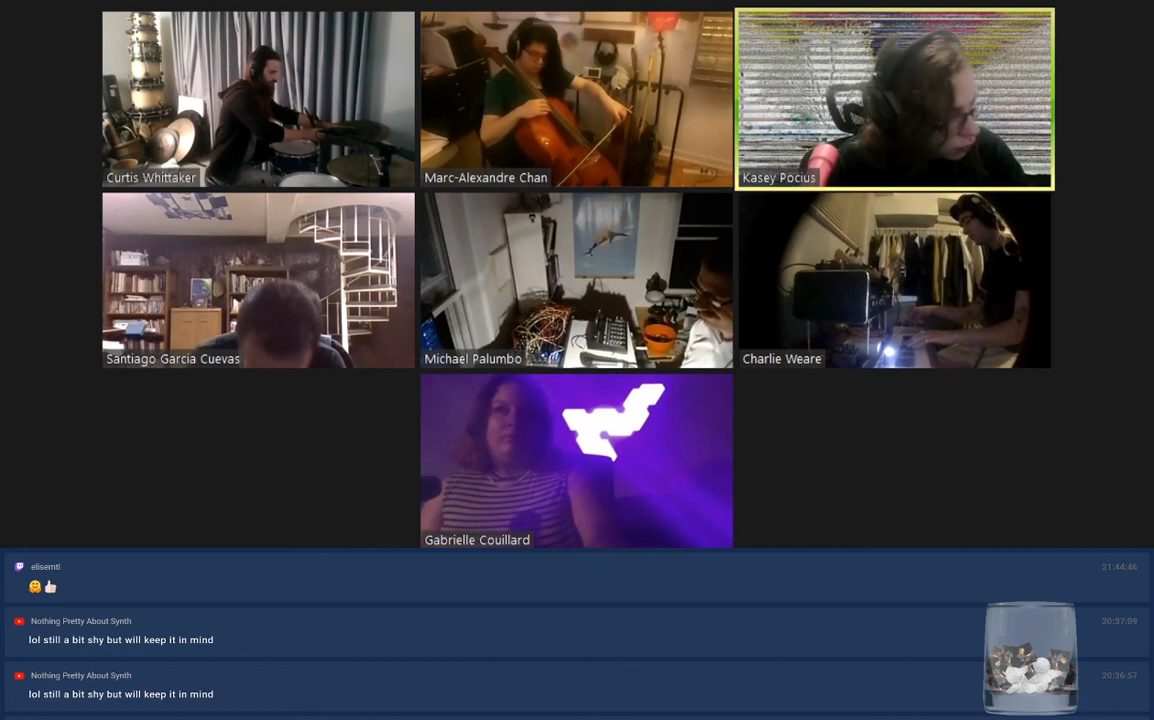 Curtis Whittaker
Marc-Alexandre Chan
Kasey Pocius
Santiago Garcia Cuevas
Michael Palumbo
Charlie Weare
Gabrielle Couillard
elisemtl
21:44:46
🤗👍🏻
Nothing Pretty About Synth
20:37:09
lol still a bit shy but will keep it in mind
Nothing Pretty About Synth
20:36:57
lol still a bit shy but will keep it in mind